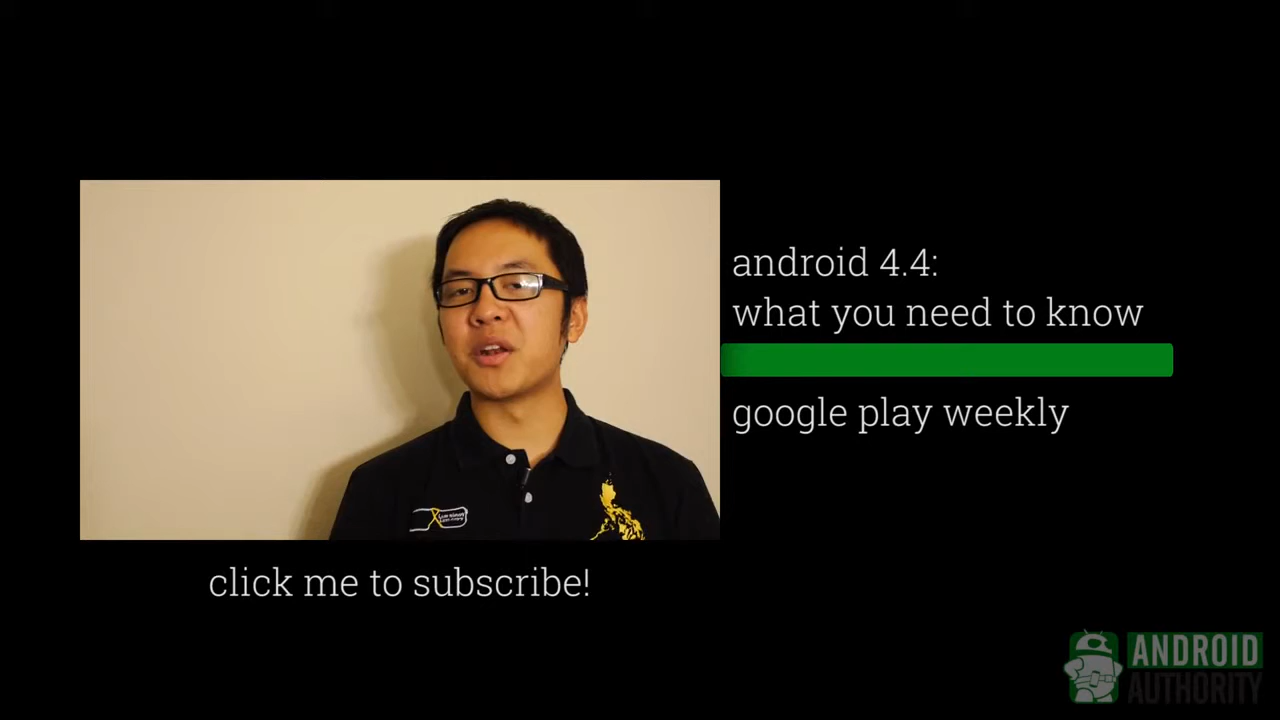 android 4.4:
what you need to know
google play weekly
click me to subscribe!
ANDROID
AUTHORITY